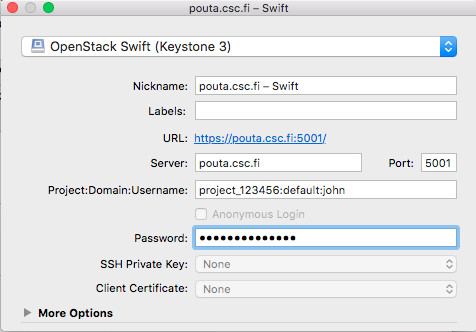 pouta.csc.fi – Swift
OpenStack Swift (Keystone 3)
Nickname: pouta.csc.fi – Swift
Labels:
URL: https://pouta.csc.fi:5001/
Server: pouta.csc.fi Port: 5001
Project:Domain:Username: project_123456:default:john
Anonymous Login
Password: ●●●●●●●●●●●●●●●
SSH Private Key: None
Client Certificate: None
More Options